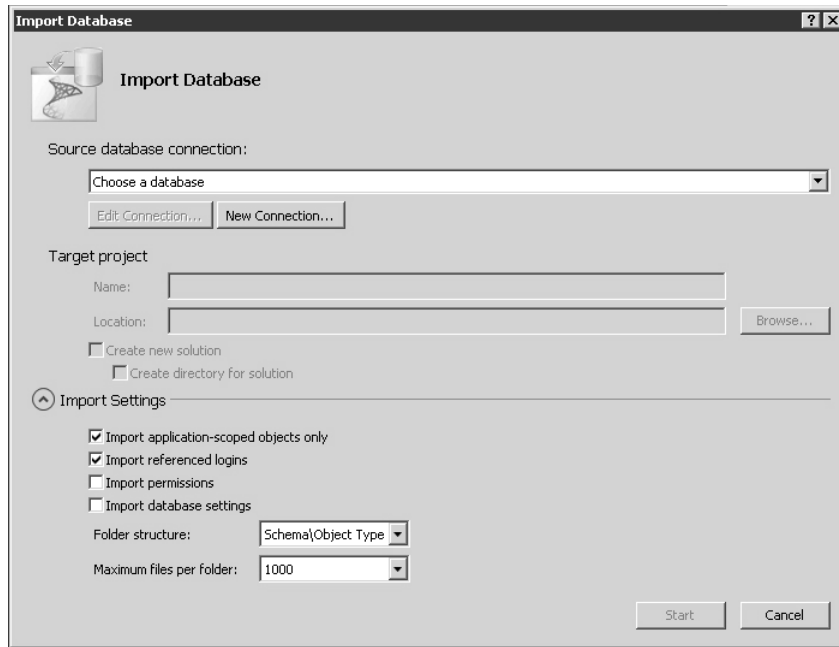 Import Database
Import Database
Source database connection:
Choose a database
Edit Connection... New Connection...
Target project
Name:
Location: Browse...
Create new solution
Create directory for solution
Import Settings
Import application-scoped objects only
Import referenced logins
Import permissions
Import database settings
Folder structure: Schema\Object Type
Maximum files per folder: 1000
Start Cancel